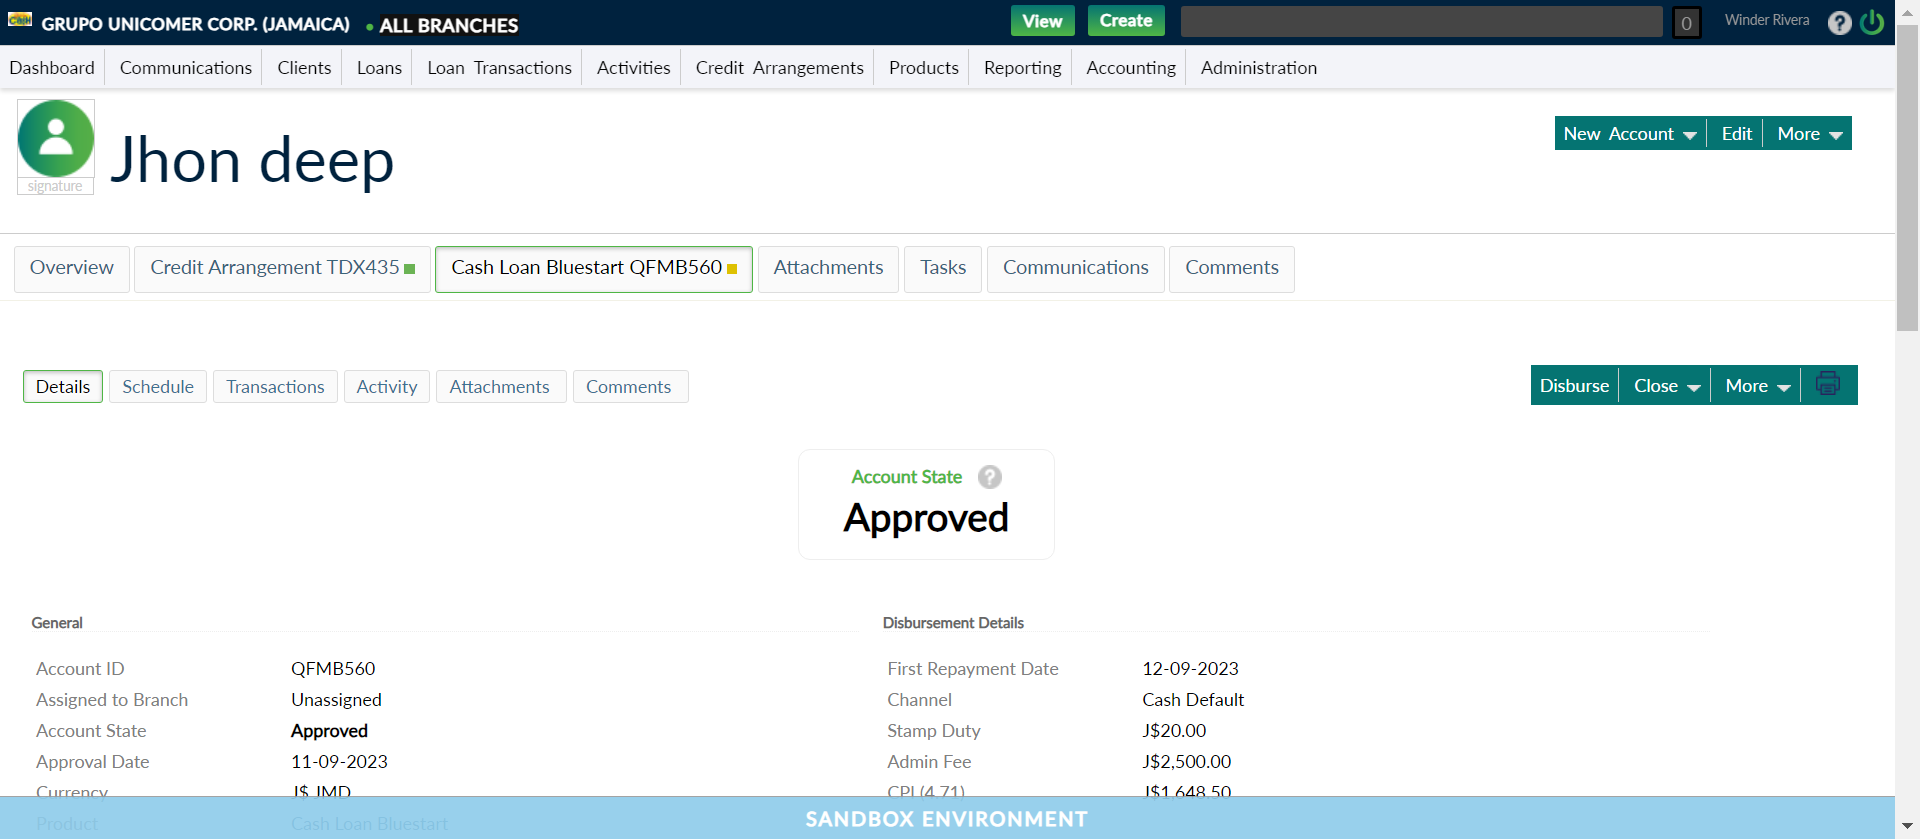 GRUPO UNICOMER CORP. (JAMAICA) ALL BRANCHES View Create 0 Winder Rivera ?
Dashboard Communications Clients Loans Loan Transactions Activities Credit Arrangements Products Reporting Accounting Administration
signature
Jhon deep
New Account Edit More
Overview Credit Arrangement TDX435 Cash Loan Bluestart QFMB560 Attachments Tasks Communications Comments
Details Schedule Transactions Activity Attachments Comments
Disburse Close More
Account State ?
Approved
General
Account ID QFMB560
Assigned to Branch Unassigned
Account State Approved
Approval Date 11-09-2023
Currency J$ JMD
Product Cash Loan Bluestart
Disbursement Details
First Repayment Date 12-09-2023
Channel Cash Default
Stamp Duty J$20.00
Admin Fee J$2,500.00
CPI (4.71) J$1,648.50
SANDBOX ENVIRONMENT